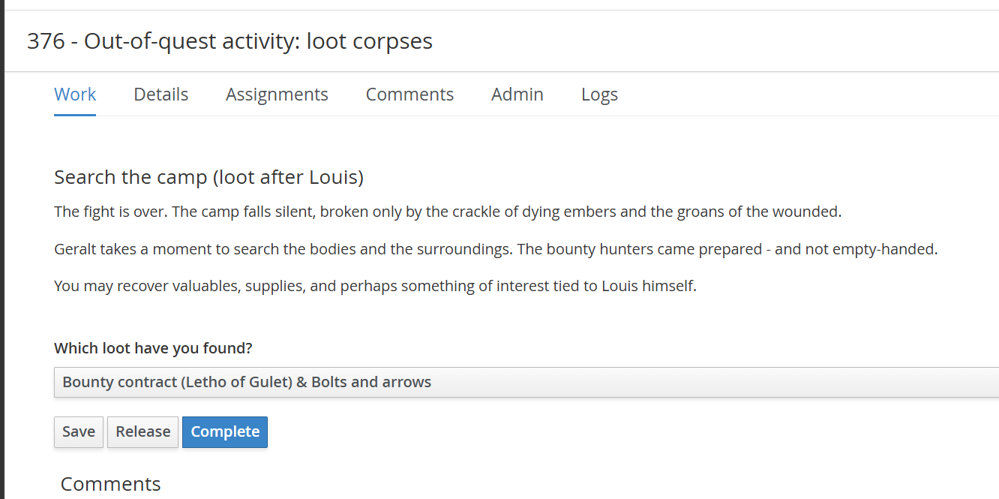 376 - Out-of-quest activity: loot corpses
Work Details Assignments Comments Admin Logs
Search the camp (loot after Louis)
The fight is over. The camp falls silent, broken only by the crackle of dying embers and the groans of the wounded.
Geralt takes a moment to search the bodies and the surroundings. The bounty hunters came prepared - and not empty-handed.
You may recover valuables, supplies, and perhaps something of interest tied to Louis himself.
Which loot have you found?
Bounty contract (Letho of Gulet) & Bolts and arrows
Save Release Complete
Comments